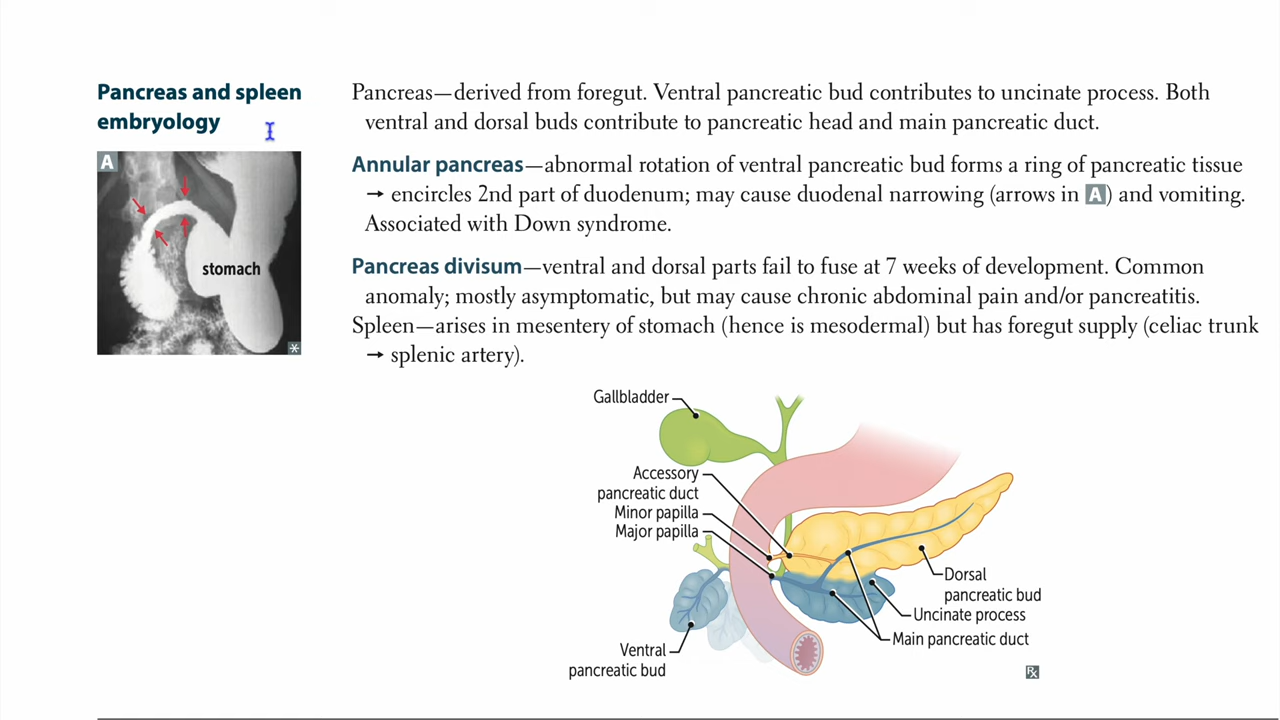 Pancreas and spleen
embryology
A
stomach
*
Pancreas—derived from foregut. Ventral pancreatic bud contributes to uncinate process. Both
ventral and dorsal buds contribute to pancreatic head and main pancreatic duct.
Annular pancreas—abnormal rotation of ventral pancreatic bud forms a ring of pancreatic tissue
→ encircles 2nd part of duodenum; may cause duodenal narrowing (arrows in A) and vomiting.
Associated with Down syndrome.
Pancreas divisum—ventral and dorsal parts fail to fuse at 7 weeks of development. Common
anomaly; mostly asymptomatic, but may cause chronic abdominal pain and/or pancreatitis.
Spleen—arises in mesentery of stomach (hence is mesodermal) but has foregut supply (celiac trunk
→ splenic artery).
Gallbladder
Accessory
pancreatic duct
Minor papilla
Major papilla
Dorsal
pancreatic bud
Uncinate process
Main pancreatic duct
Ventral
pancreatic bud
Rx